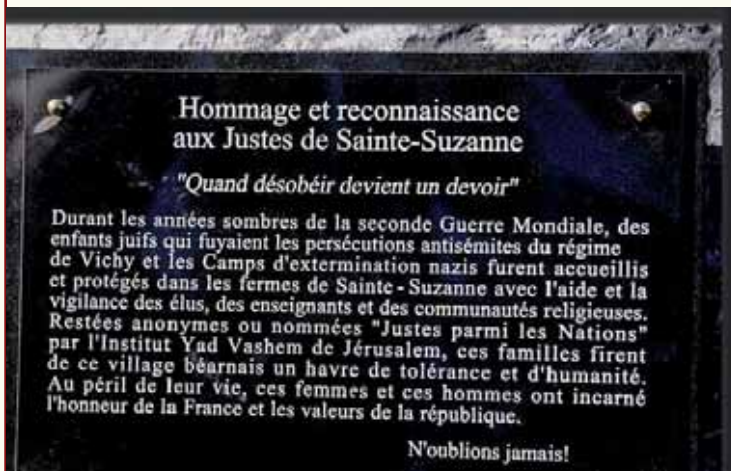 Hommage et reconnaissance
aux Justes de Sainte-Suzanne
"Quand désobéir devient un devoir"
Durant les années sombres de la seconde Guerre Mondiale, des
enfants juifs qui fuyaient les persécutions antisémites du régime
de Vichy et les Camps d'extermination nazis furent accueillis
et protégés dans les fermes de Sainte-Suzanne avec l'aide et la
vigilance des élus, des enseignants et des communautés religieuses.
Restées anonymes ou nommées "Justes parmi les Nations"
par l'Institut Yad Vashem de Jérusalem, ces familles firent
de ce village béarnais un havre de tolérance et d'humanité.
Au péril de leur vie, ces femmes et ces hommes ont incarné
l'honneur de la France et les valeurs de la république.
N'oublions jamais!